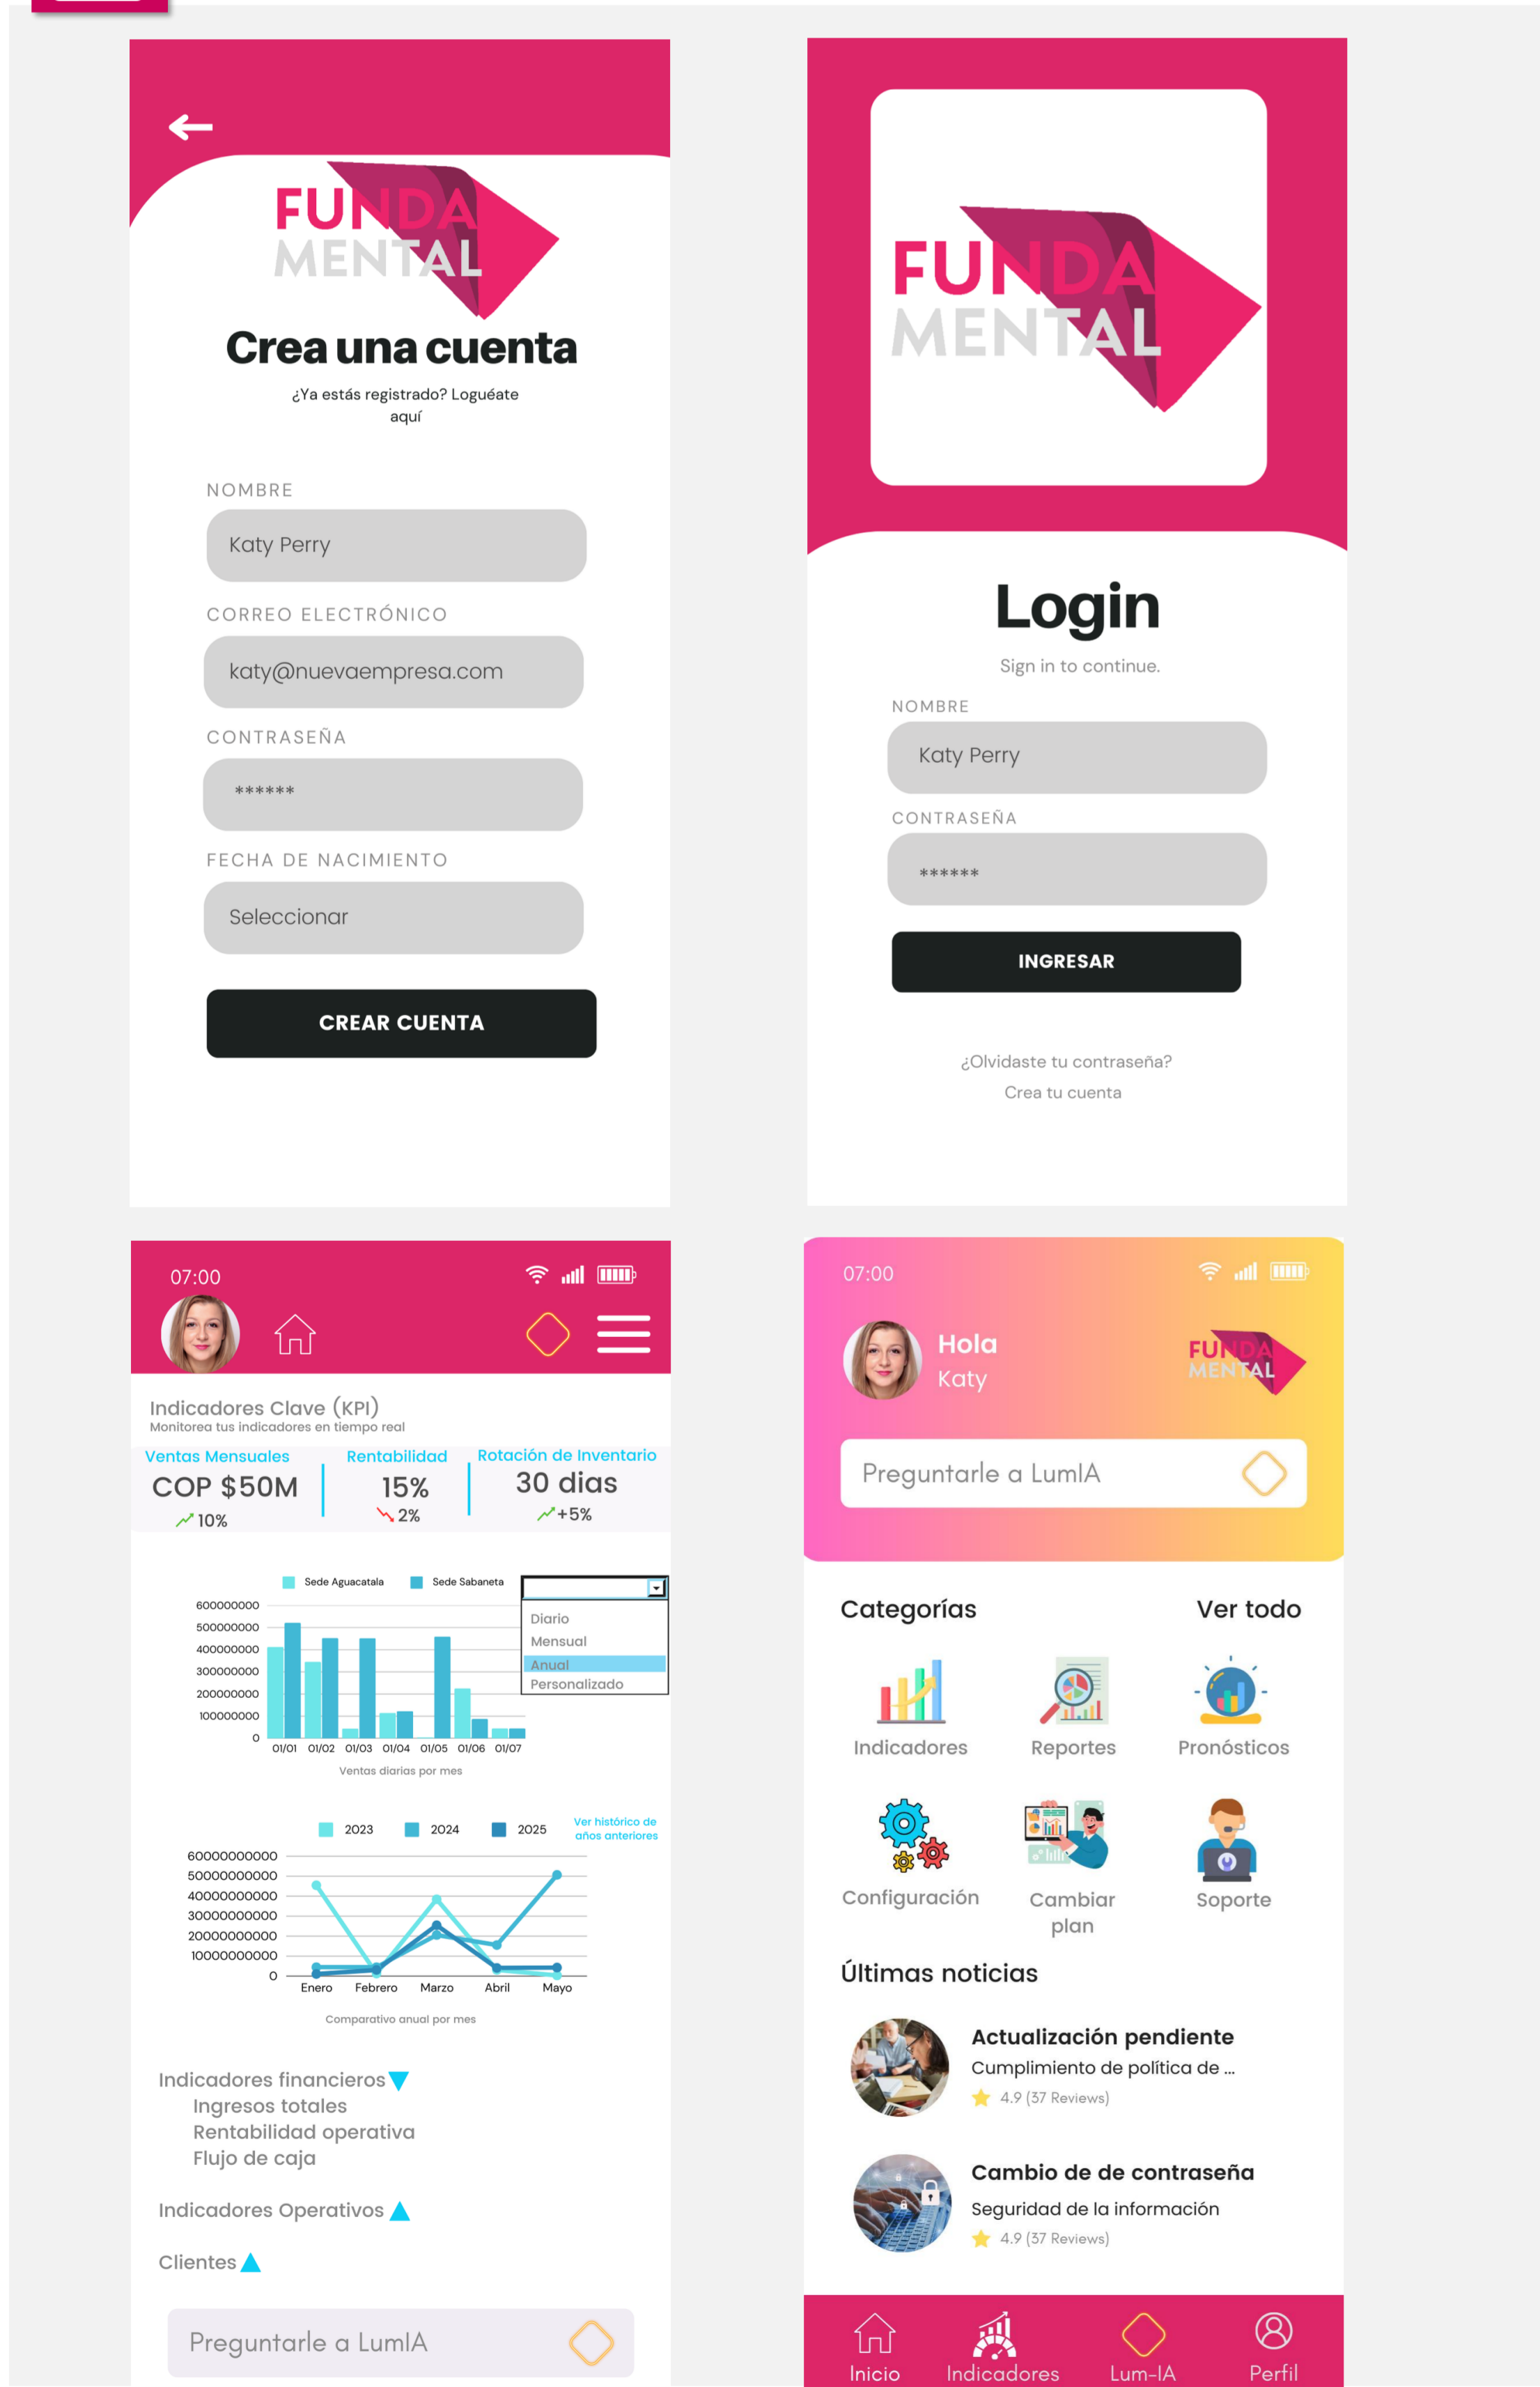 FUNDA
MENTAL
Crea una cuenta
¿Ya estás registrado? Loguéate
aquí
NOMBRE
Katy Perry
CORREO ELECTRÓNICO
katy@nuevaempresa.com
CONTRASEÑA
******
FECHA DE NACIMIENTO
Seleccionar
CREAR CUENTA
FUNDA
MENTAL
Login
Sign in to continue.
NOMBRE
Katy Perry
CONTRASEÑA
******
INGRESAR
¿Olvidaste tu contraseña?
Crea tu cuenta
07:00
Indicadores Clave (KPI)
Monitorea tus indicadores en tiempo real
Ventas Mensuales
COP $50M
10%
Rentabilidad
15%
2%
Rotación de Inventario
30 dias
+5%
Sede Aguacatala
Sede Sabaneta
Diario
Mensual
Anual
Personalizado
600000000
500000000
400000000
300000000
200000000
100000000
0
01/01 01/02 01/03 01/04 01/05 01/06 01/07
Ventas diarias por mes
2023
2024
2025
Ver histórico de
años anteriores
60000000000
50000000000
40000000000
30000000000
20000000000
10000000000
0
Enero Febrero Marzo Abril Mayo
Comparativo anual por mes
Indicadores financieros
Ingresos totales
Rentabilidad operativa
Flujo de caja
Indicadores Operativos
Clientes
Preguntarle a LumIA
07:00
Hola
Katy
FUNDA
MENTAL
Preguntarle a LumIA
Categorías
Ver todo
Indicadores
Reportes
Pronósticos
Configuración
Cambiar
plan
Soporte
Últimas noticias
Actualización pendiente
Cumplimiento de política de ...
4.9 (37 Reviews)
Cambio de de contraseña
Seguridad de la información
4.9 (37 Reviews)
Inicio
Indicadores
Lum-IA
Perfil